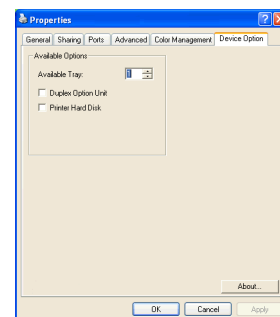 Properties
General Sharing Ports Advanced Color Management Device Option
Available Options
Available Tray: 1
Duplex Option Unit
Printer Hard Disk
About...
OK Cancel Apply